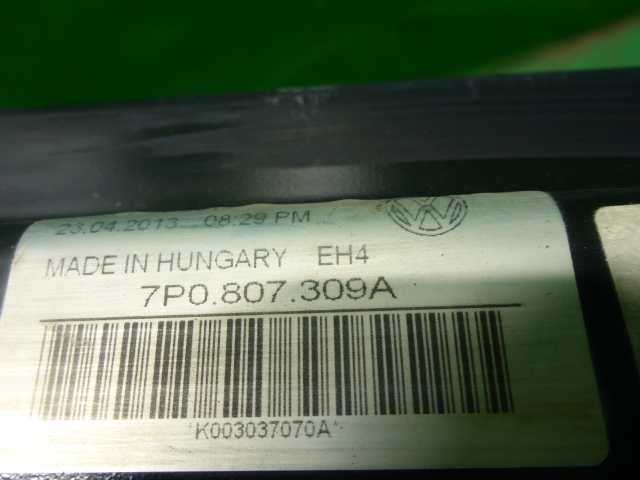 23.04.2013 08:29 PM
MADE IN HUNGARY EH4
7P0.807.309A
*K003037070A*